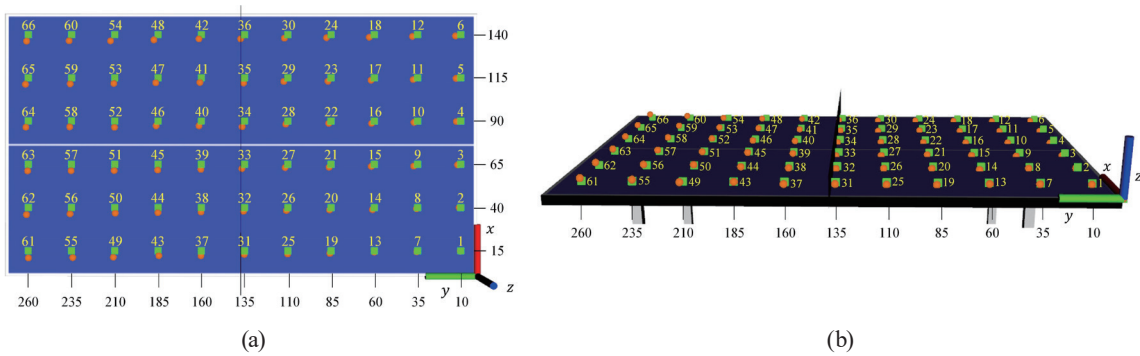 66 60 54 48 42 36 30 24 18 12 6
140
65 59 53 47 41 35 29 23 17 11 5
115
64 58 52 46 40 34 28 22 16 10 4
90
63 57 51 45 39 33 27 21 15 9 3
65
62 56 50 44 38 32 26 20 14 8 2
40
x
61 55 49 43 37 31 25 19 13 7 1
15
y
z
260 235 210 185 160 135 110 85 60 35 10
(a)
66 60 54 48 42 36 30 24 18 12 6
65 59 53 47 41 35 29 23 17 11 5
64 58 52 46 40 34 28 22 16 10 4
63 57 51 45 39 33 27 21 15 9 3
x
z
62 56 50 44 38 32 26 20 14 8 2
61 55 49 43 37 31 25 19 13 7 1
y
260 235 210 185 160 135 110 85 60 35 10
(b)